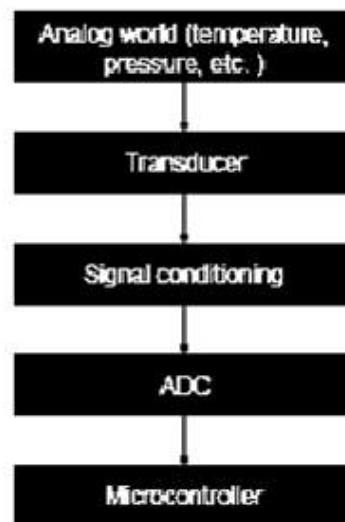 Analog world (temperature,
pressure, etc. )
Transducer
Signal conditioning
ADC
Microcontroller